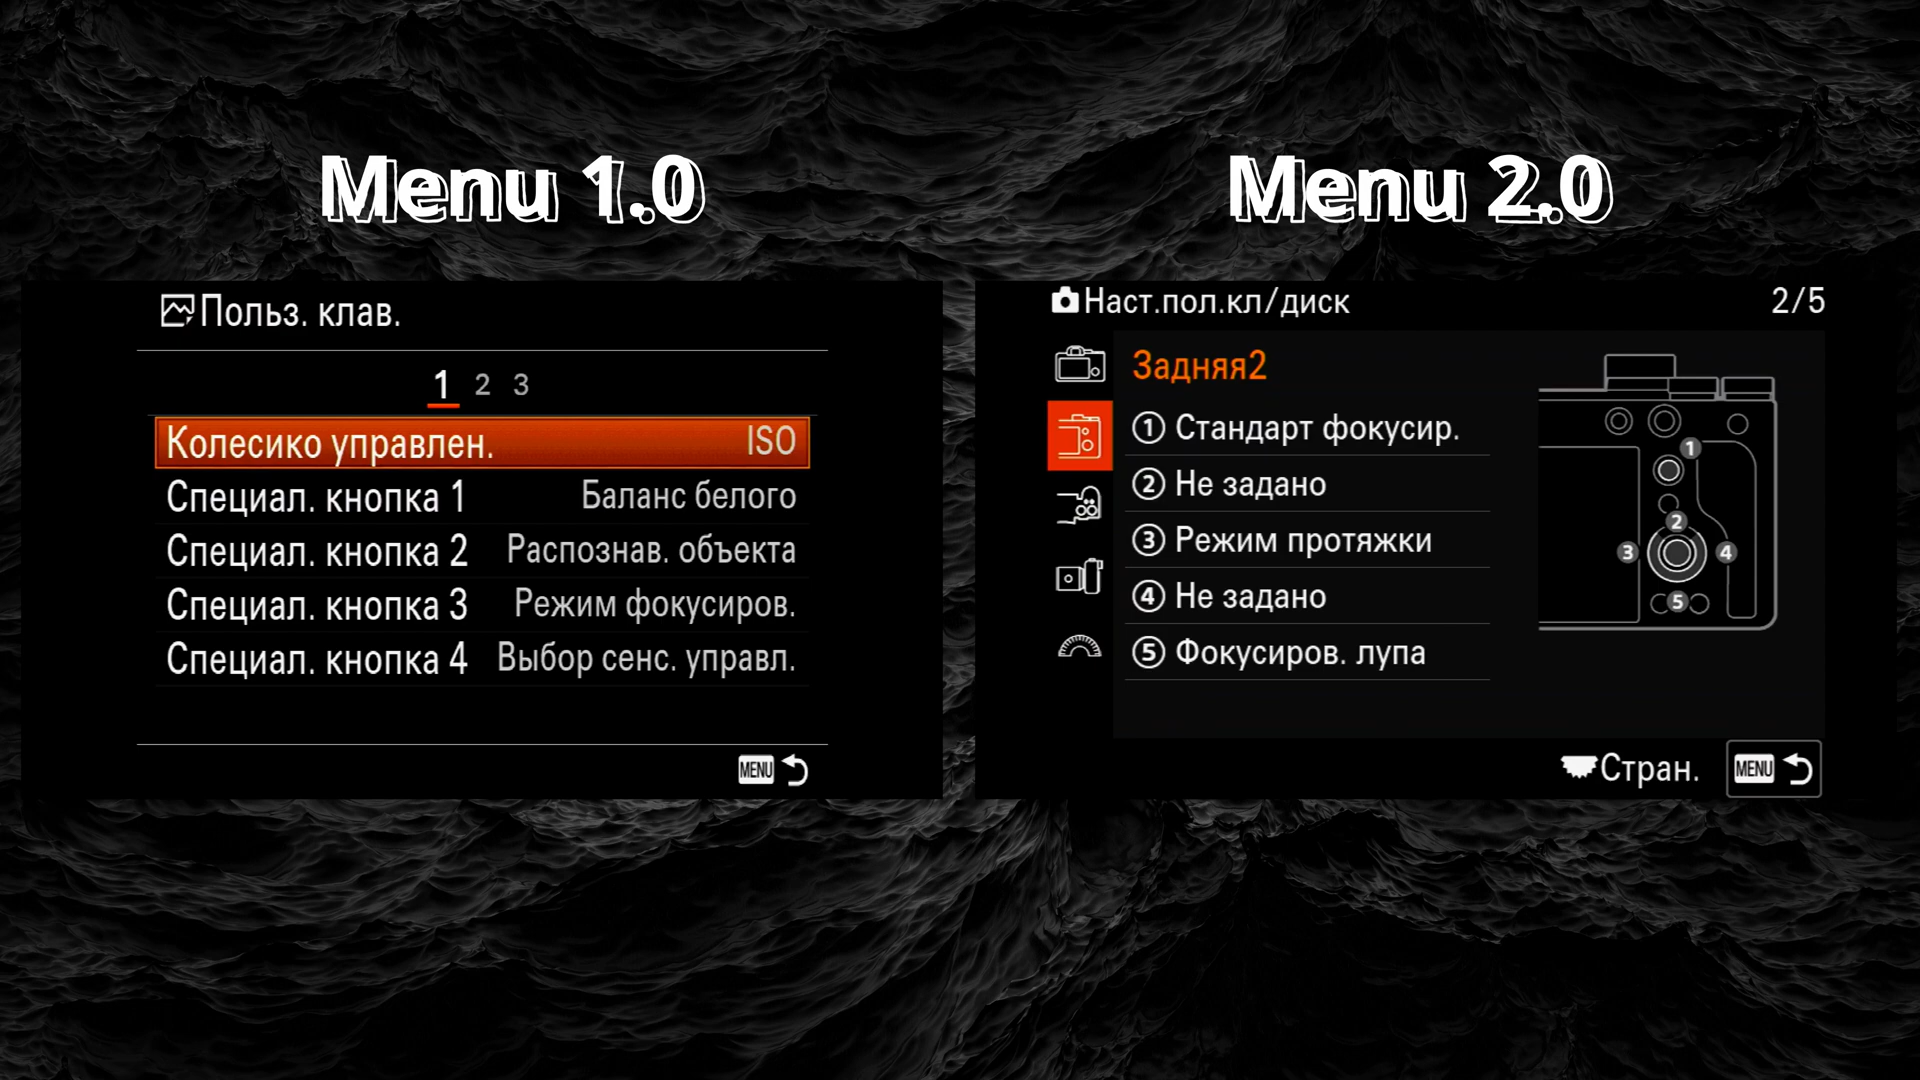 Menu 1.0
Польз. клав.
1 2 3
Колесико управлен. ISO
Специал. кнопка 1 Баланс белого
Специал. кнопка 2 Распознав. объекта
Специал. кнопка 3 Режим фокусиров.
Специал. кнопка 4 Выбор сенс. управл.
MENU
Menu 2.0
Наст.пол.кл/диск 2/5
Задняя2
① Стандарт фокусир.
② Не задано
③ Режим протяжки
④ Не задано
⑤ Фокусиров. лупа
1
2
3 4
5
Стран. MENU